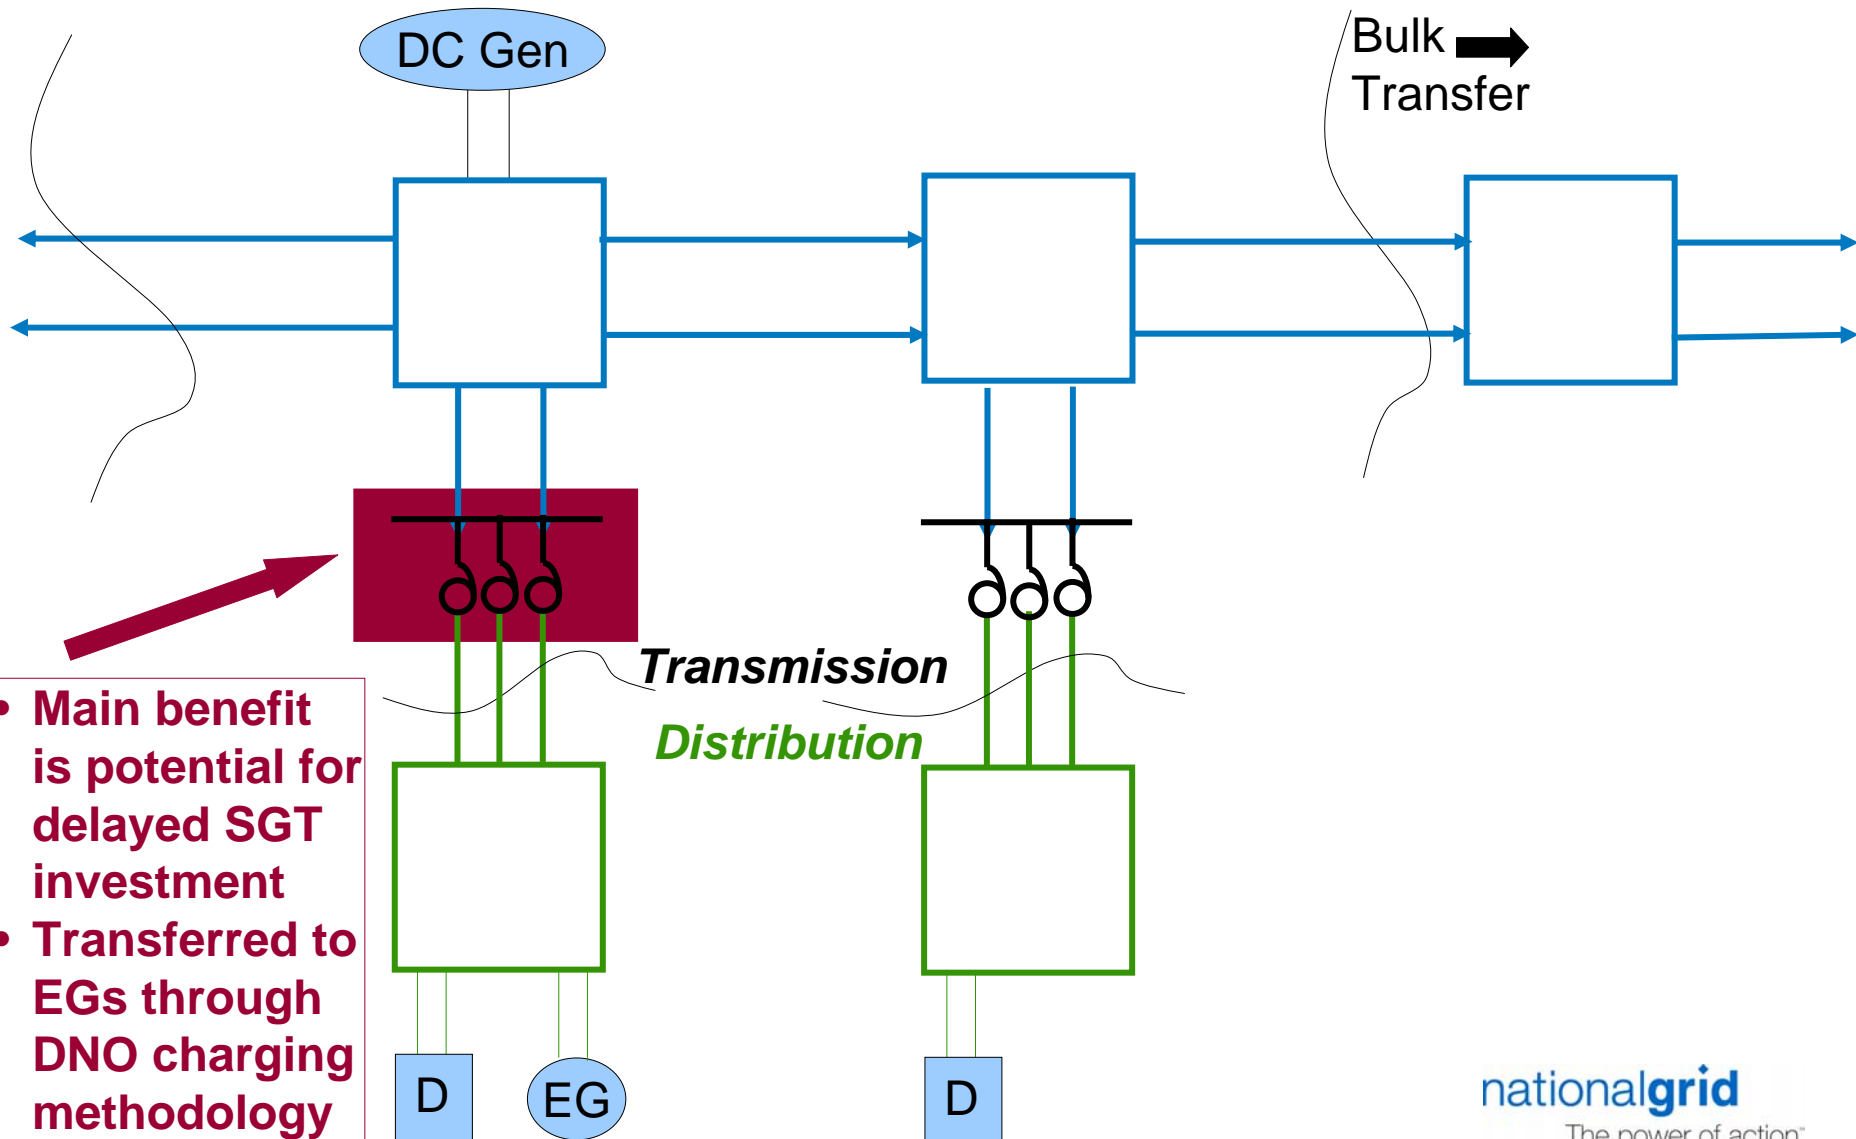 DC Gen
Bulk
Transfer
Transmission
Distribution
• Main benefit
is potential for
delayed SGT
investment
• Transferred to
EGs through
DNO charging
methodology
D
EG
D
nationalgrid
The power of action™